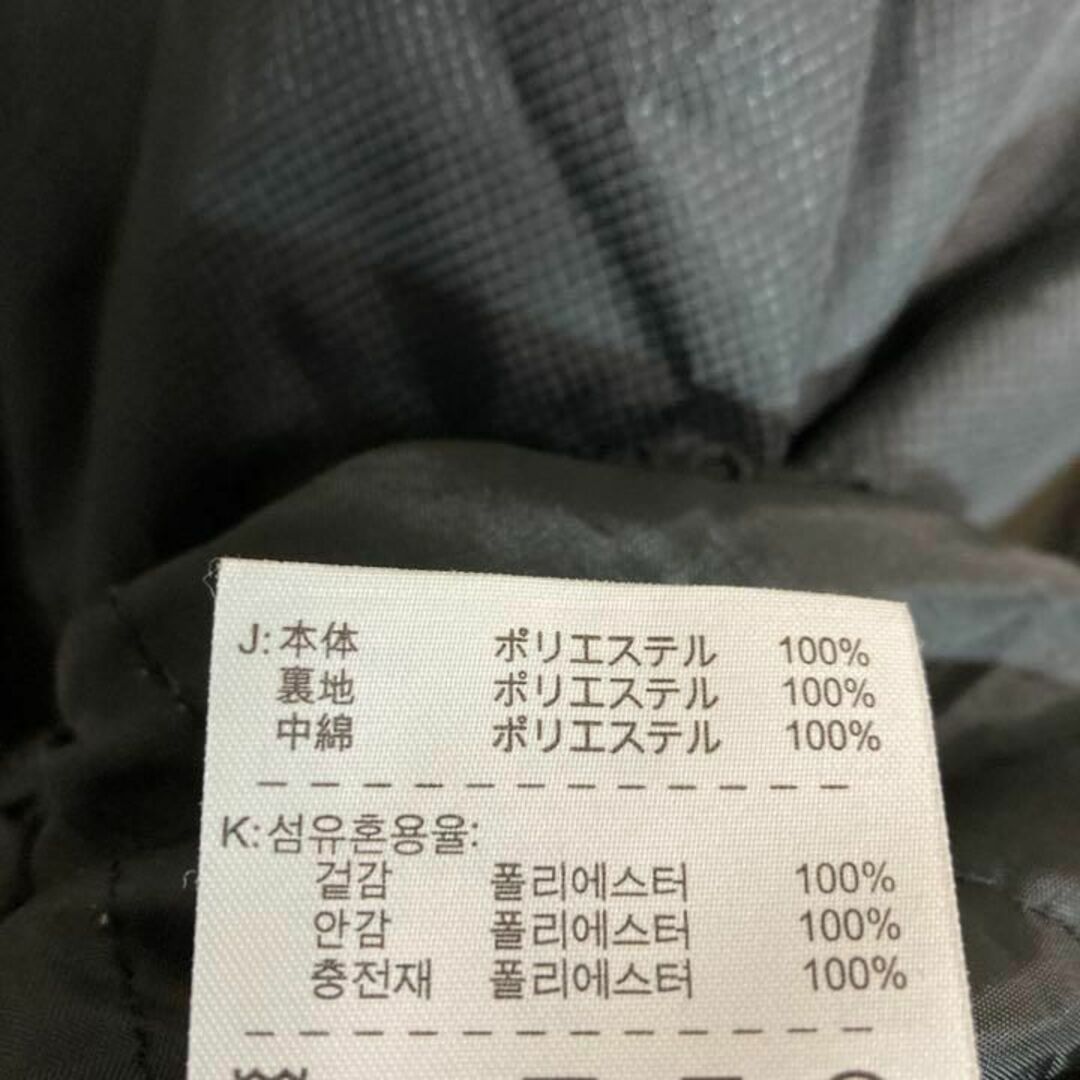 J:本体 ポリエステル 100%
裏地 ポリエステル 100%
中綿 ポリエステル 100%
K:섬유혼용율:
겉감 폴리에스터 100%
안감 폴리에스터 100%
충전재 폴리에스터 100%